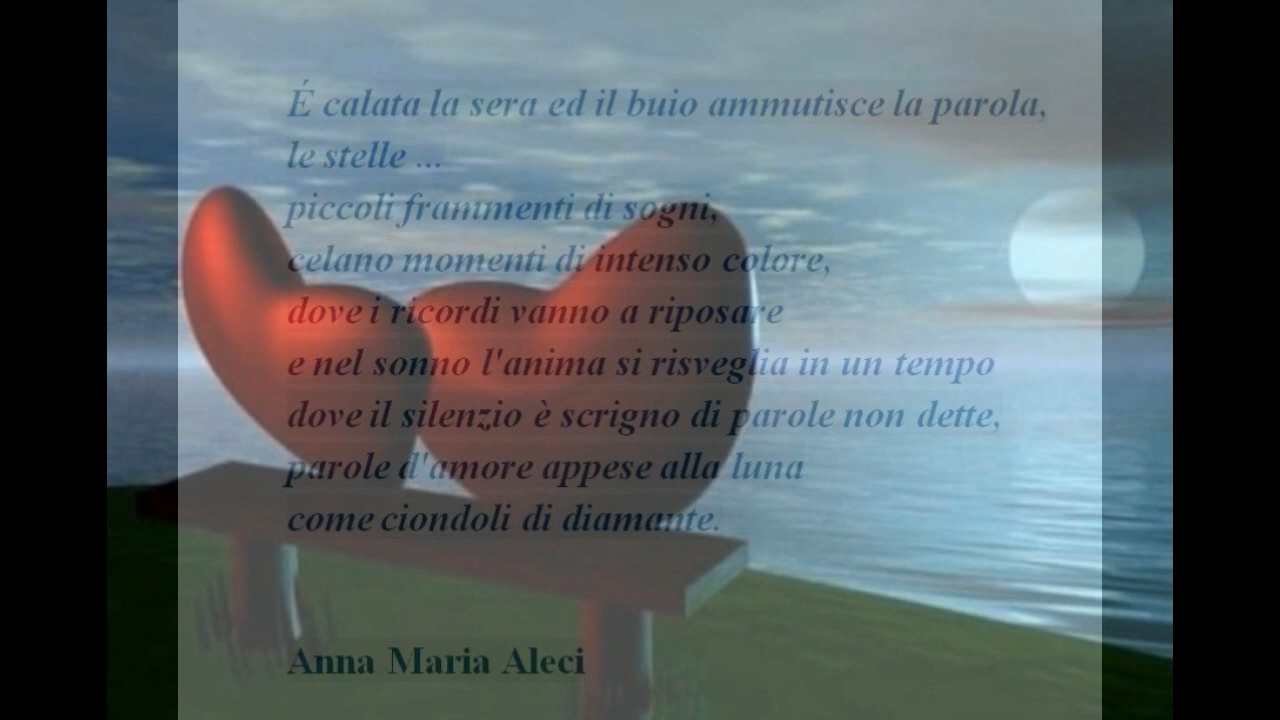 É calata la sera ed il buio ammutisce la parola,
le stelle ...
piccoli frammenti di sogni,
celano momenti di intenso colore,
dove i ricordi vanno a riposare
e nel sonno l'anima si risveglia in un tempo
dove il silenzio è scrigno di parole non dette,
parole d'amore appese alla luna
come ciondoli di diamante.
Anna Maria Aleci